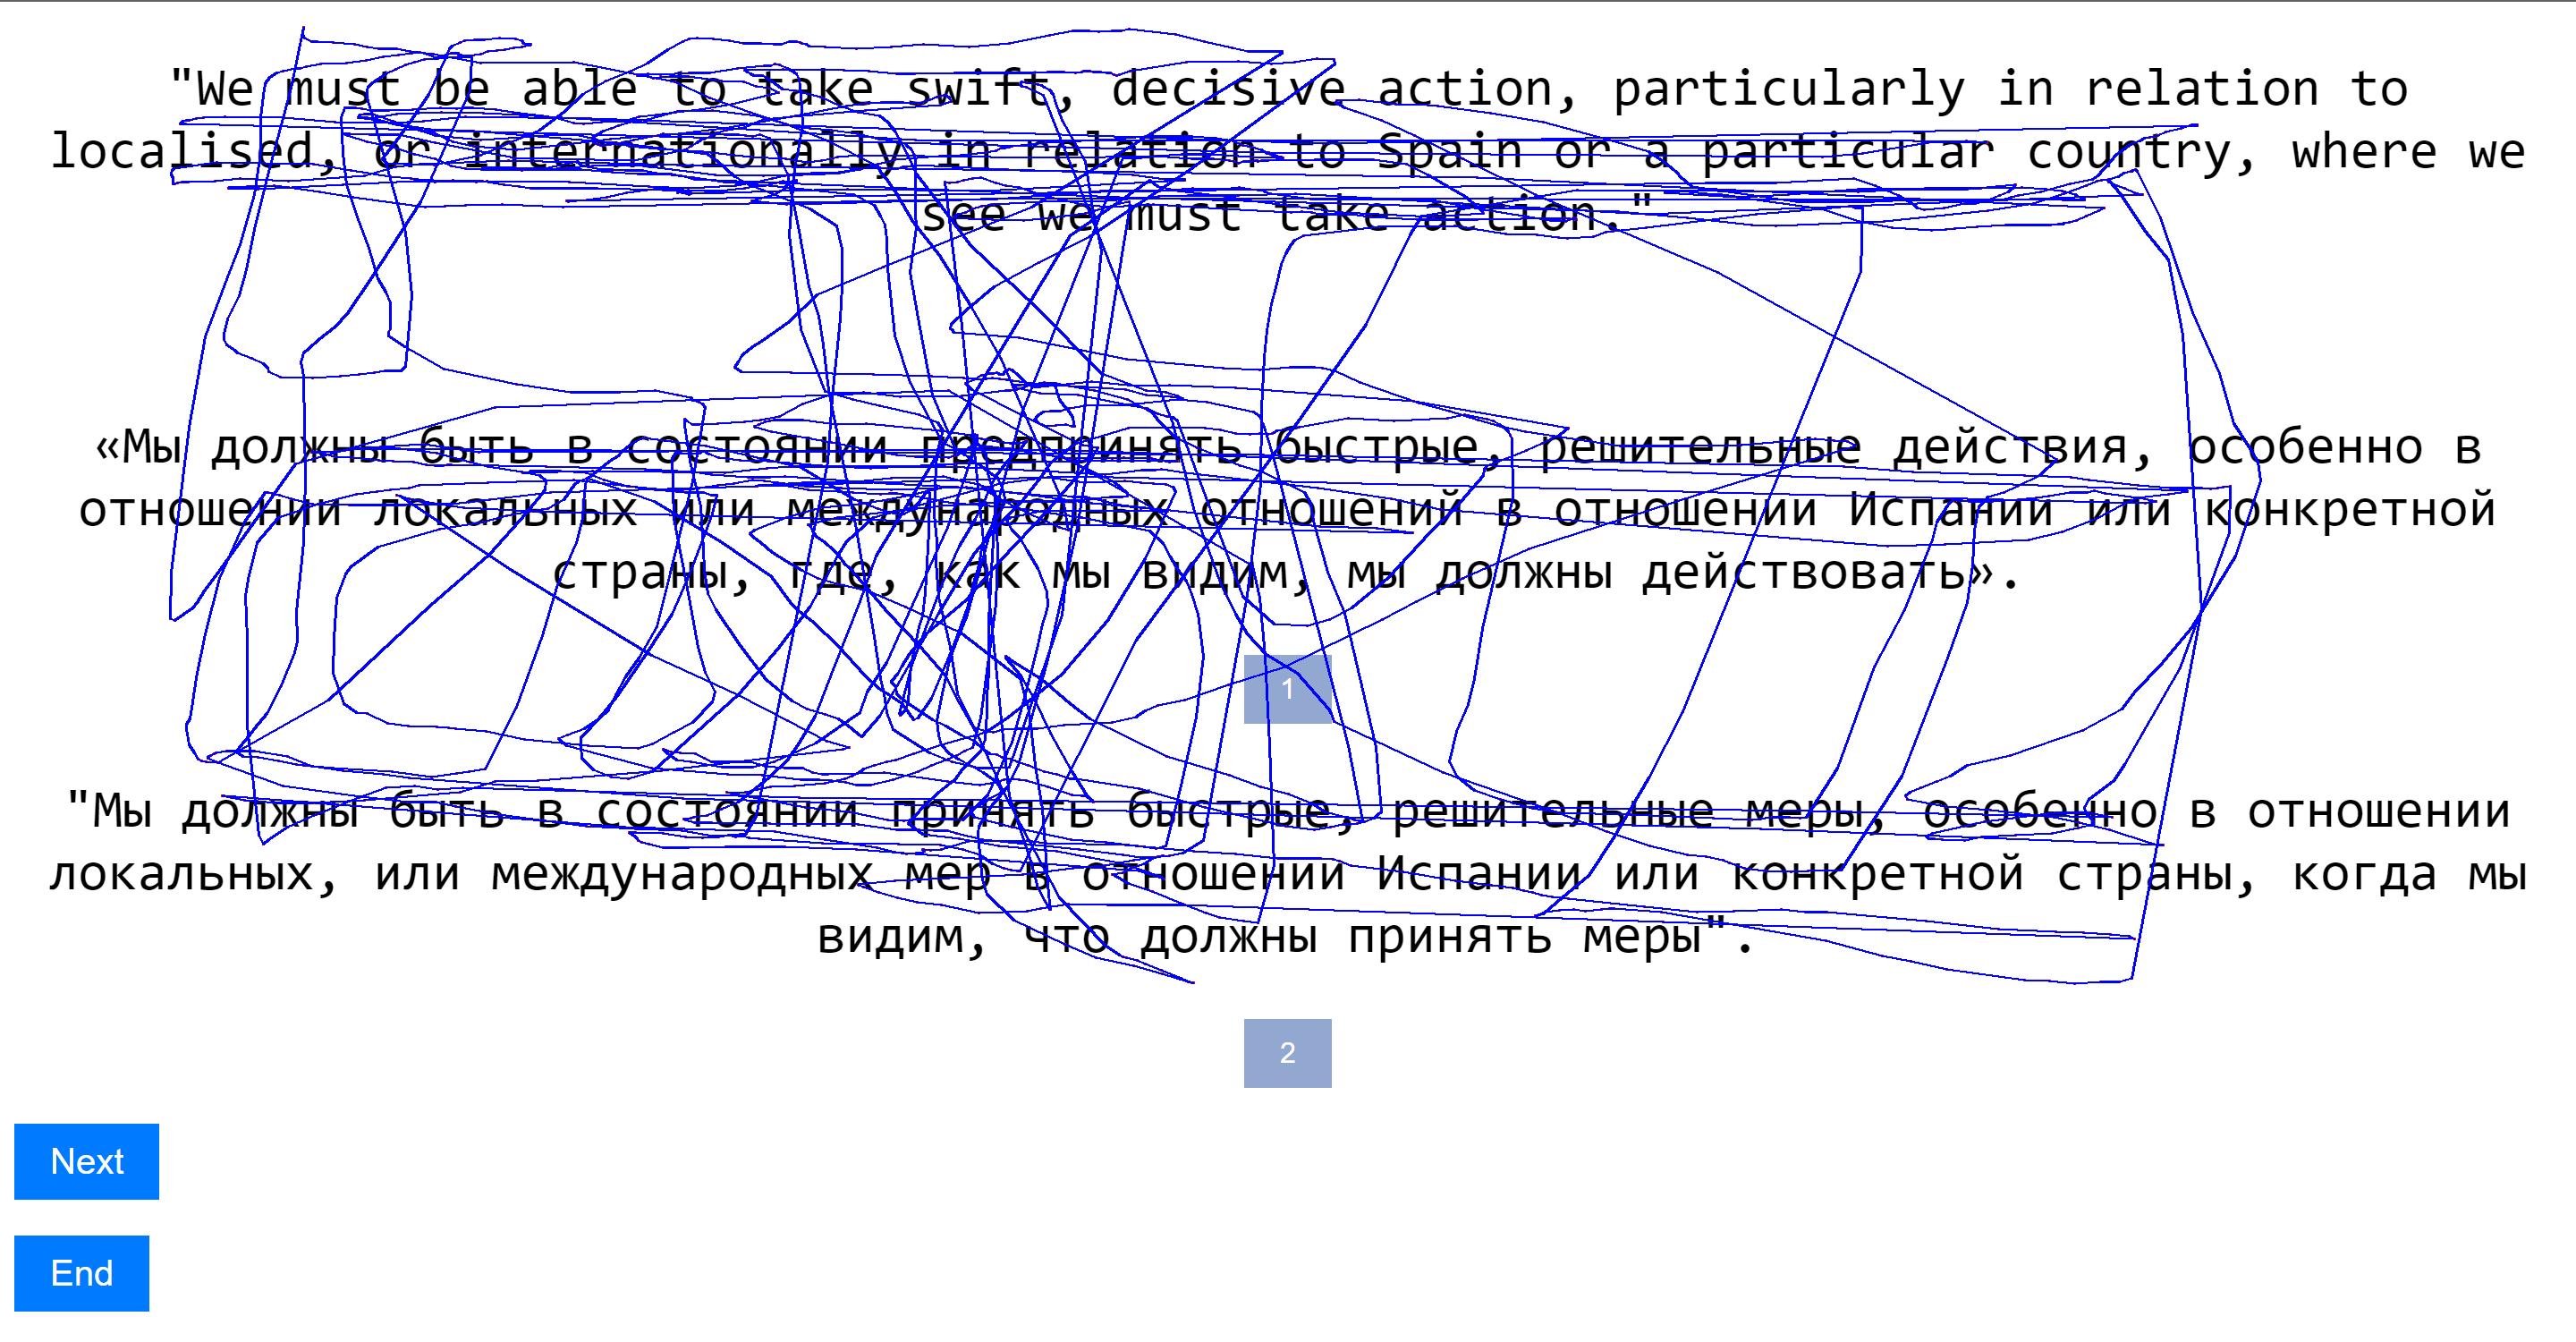 "We must be able to take swift, decisive action, particularly in relation to
localised, or internationally in relation to Spain or a particular country, where we
see we must take action."
«Мы должны быть в состоянии предпринять быстрые, решительные действия, особенно в
отношении локальных или международных отношений в отношении Испании или конкретной
страны, где, как мы видим, мы должны действовать».
1
"Мы должны быть в состоянии принять быстрые, решительные меры, особенно в отношении
локальных, или международных мер в отношении Испании или конкретной страны, когда мы
видим, что должны принять меры".
2
Next
End